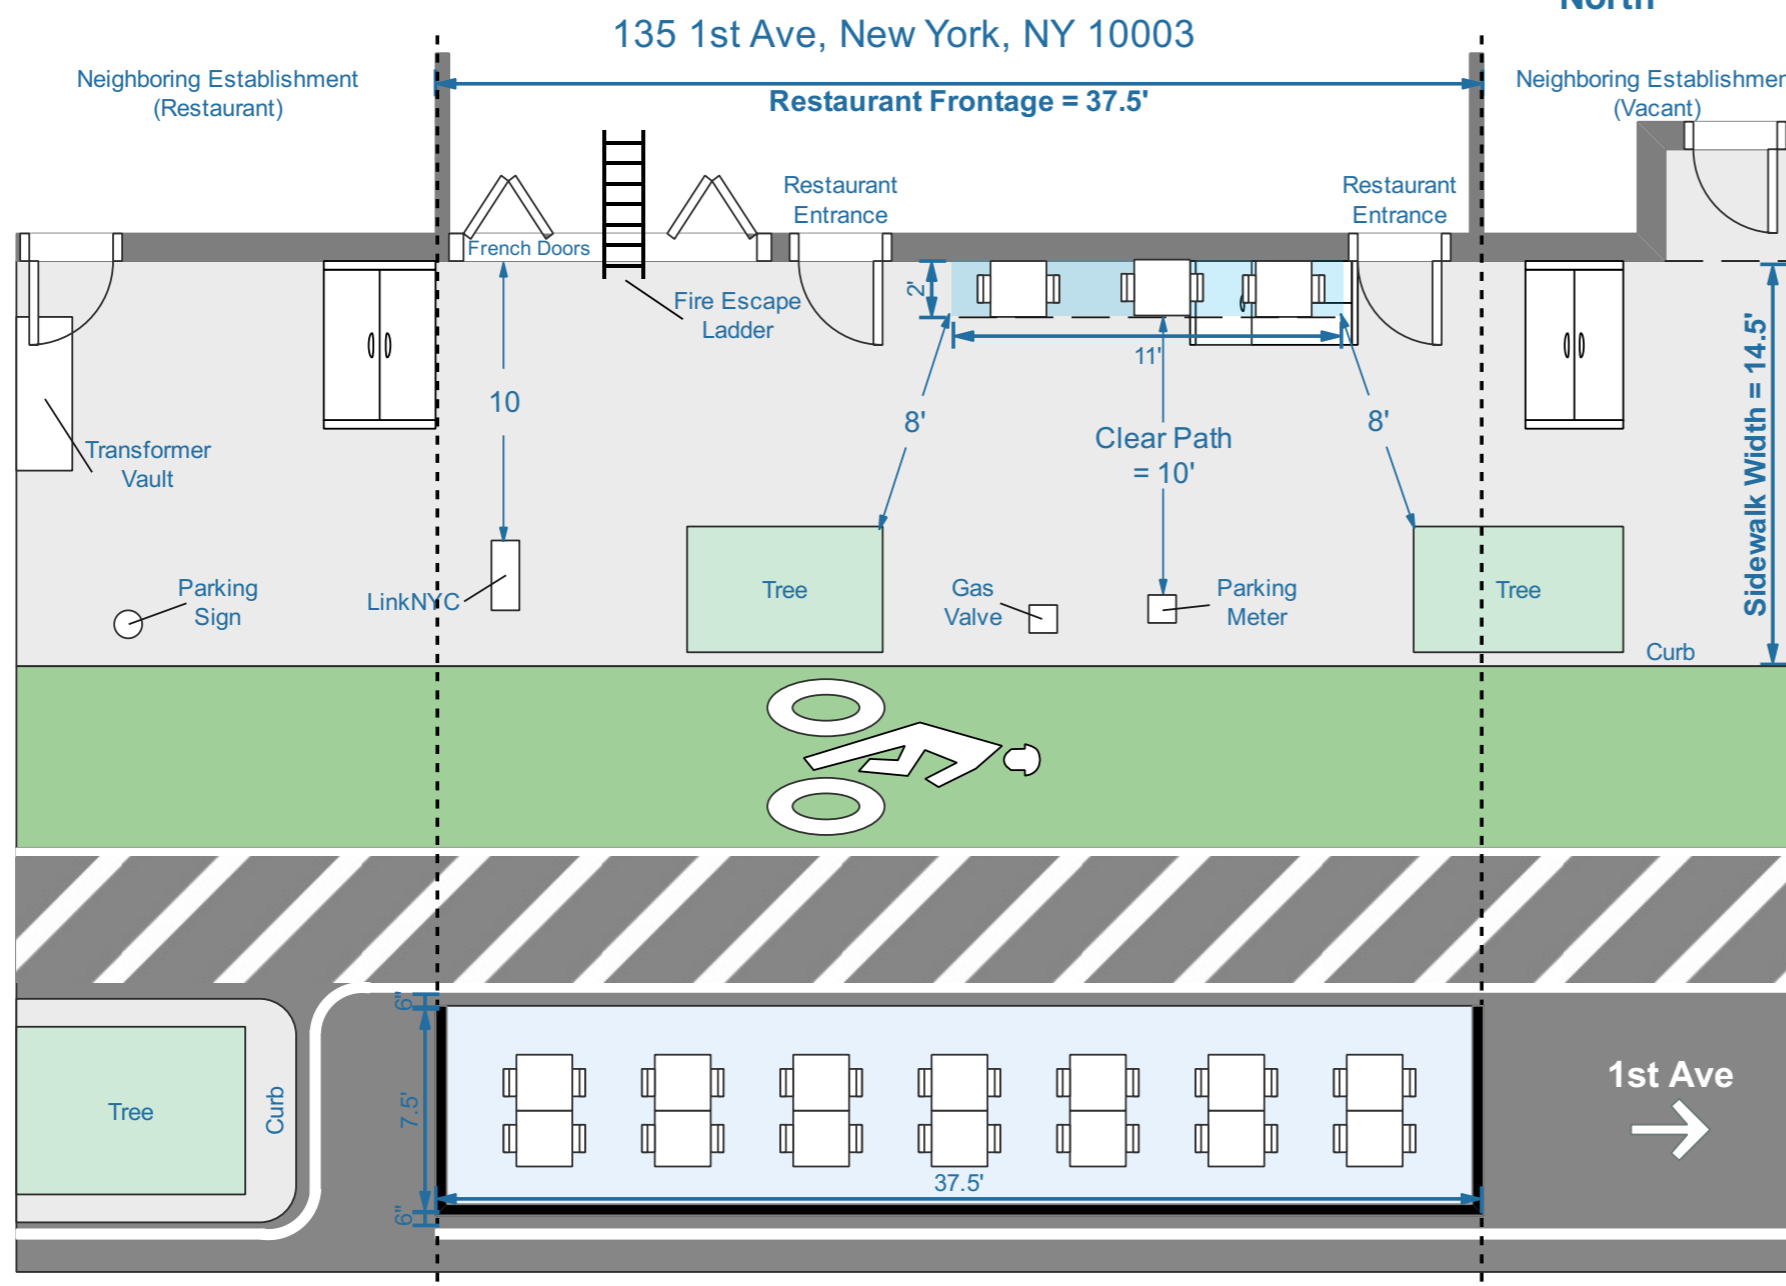 North
135 1st Ave, New York, NY 10003
Neighboring Establishment
(Restaurant)
Restaurant Frontage = 37.5'
Neighboring Establishmen
(Vacant)
Restaurant
Entrance
Restaurant
Entrance
French Doors
Fire Escape
Ladder
2'
11'
10
8'
Clear Path
= 10'
8'
Sidewalk Width = 14.5'
Transformer
Vault
Parking
Sign
LinkNYC
Tree
Gas
Valve
Parking
Meter
Tree
Curb
6"
7.5'
6"
37.5'
Tree
Curb
1st Ave